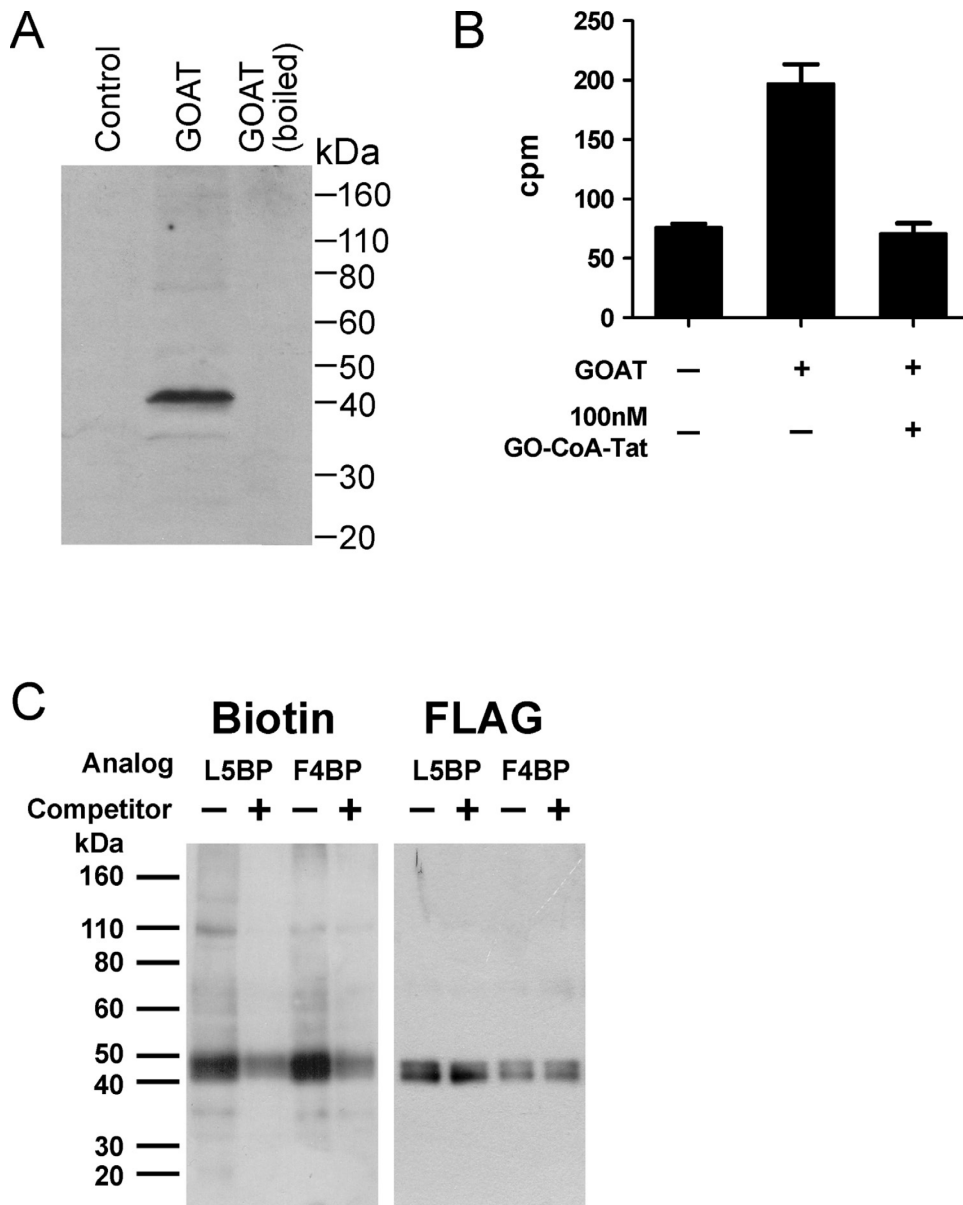 A
Control
GOAT
GOAT
(boiled)
kDa
160
110
80
60
50
40
30
20
B
cpm
250
200
150
100
50
0
GOAT – + +
100nM
GO-CoA-Tat – – +
C
Biotin FLAG
Analog L5BP F4BP L5BP F4BP
Competitor – + – + – + – +
kDa
160
110
80
60
50
40
30
20